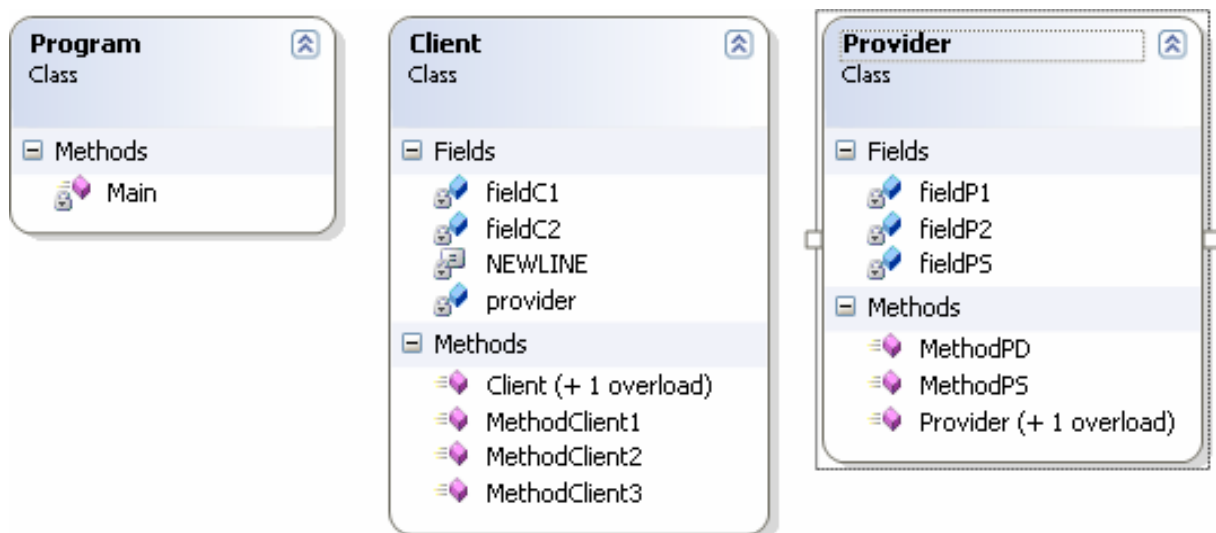 Program
Class
Methods
Main
Client
Class
Fields
fieldC1
fieldC2
NEWLINE
provider
Methods
Client (+ 1 overload)
MethodClient1
MethodClient2
MethodClient3
Provider
Class
Fields
fieldP1
fieldP2
fieldPS
Methods
MethodPD
MethodPS
Provider (+ 1 overload)